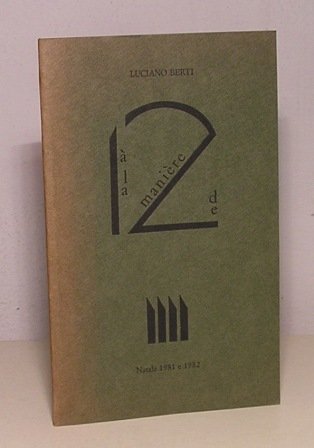 LUCIANO BERTI
12
à la
manière
de
Natale 1981 e 1982